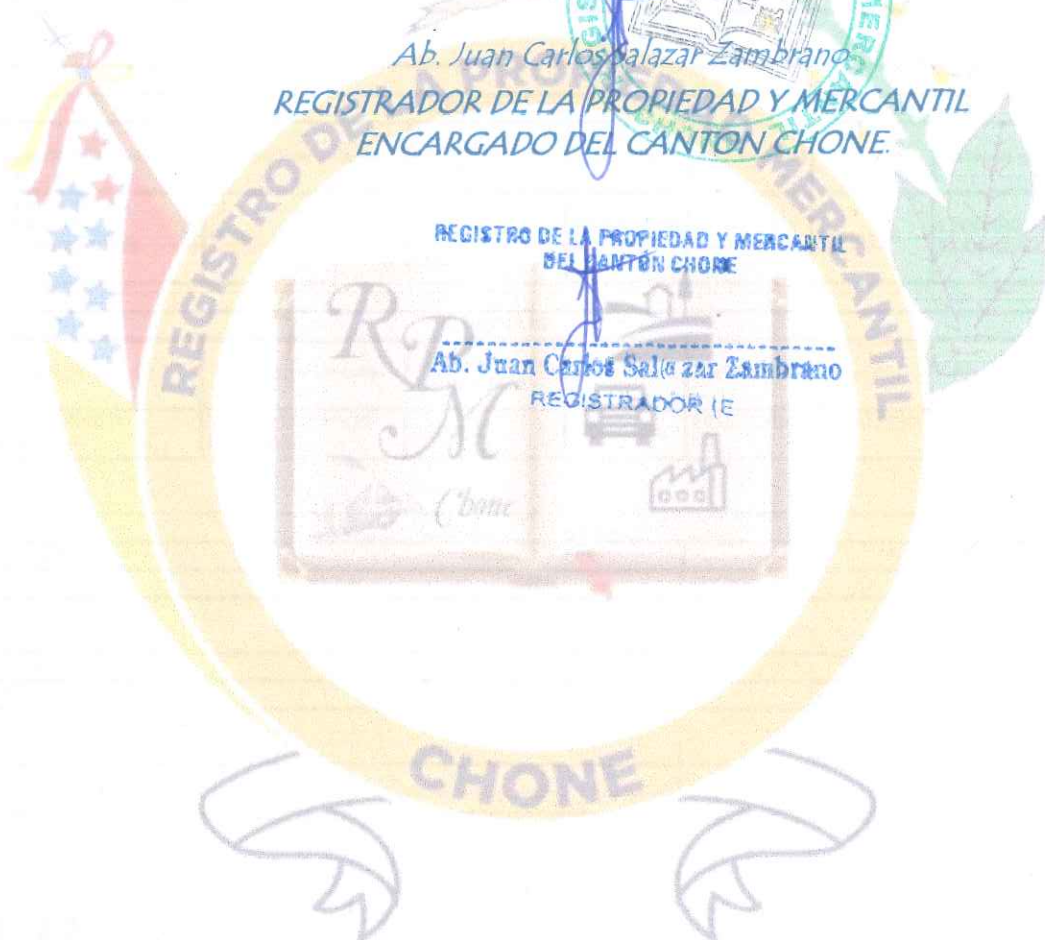 Ab. Juan Carlos Salazar Zambrano
REGISTRADOR DE LA PROPIEDAD Y MERCANTIL
ENCARGADO DEL CANTON CHONE.
REGISTRO DE LA PROPIEDAD Y MERCANTIL
DEL CANTÓN CHONE
Ab. Juan Carlos Salazar Zambrano
REGISTRADOR (E
REGISTRO DE LA PROPIEDAD MERCANTIL
RPM
Chone
CHONE